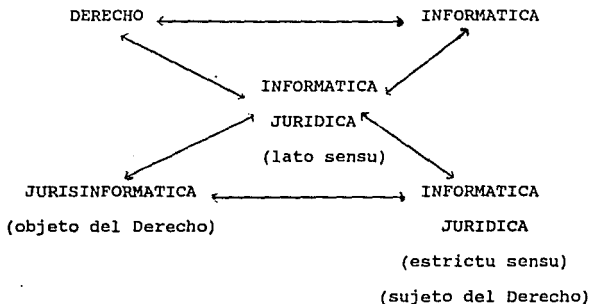 DERECHO INFORMATICA
INFORMATICA
JURIDICA
(lato sensu)
JURISINFORMATICA INFORMATICA
(objeto del Derecho) JURIDICA
(estrictu sensu)
(sujeto del Derecho)